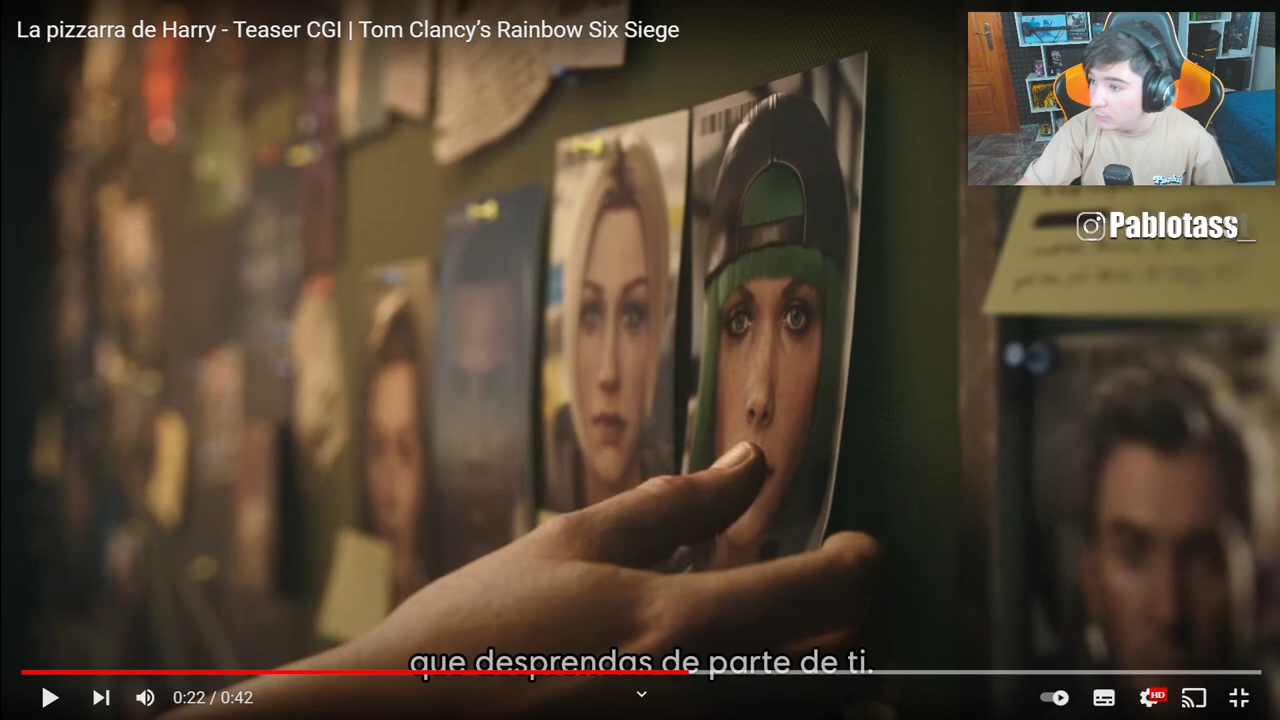 La pizzarra de Harry - Teaser CGI | Tom Clancy’s Rainbow Six Siege
Pablotass_
que desprendas de parte de ti.
0:22 / 0:42
HD